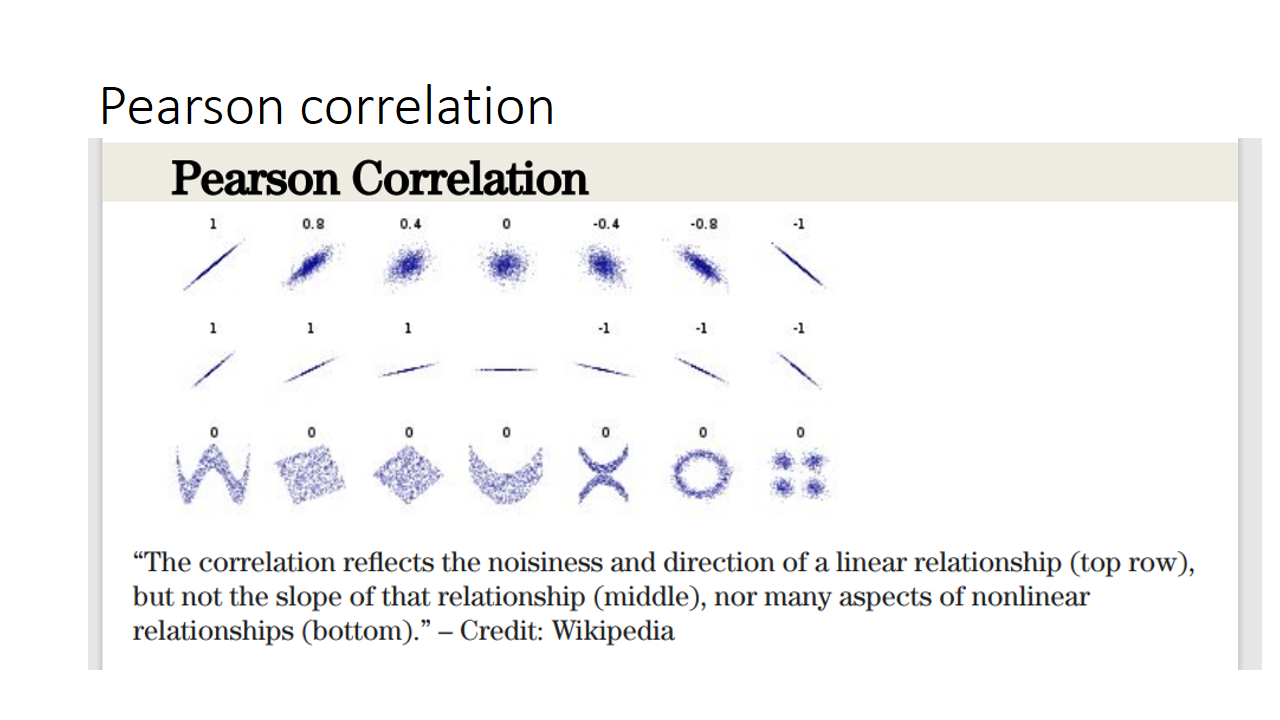 Pearson correlation
Pearson Correlation
1 0.8 0.4 0 -0.4 -0.8 -1
1 1 1 -1 -1 -1
0 0 0 0 0 0 0
“The correlation reflects the noisiness and direction of a linear relationship (top row),
but not the slope of that relationship (middle), nor many aspects of nonlinear
relationships (bottom).” – Credit: Wikipedia